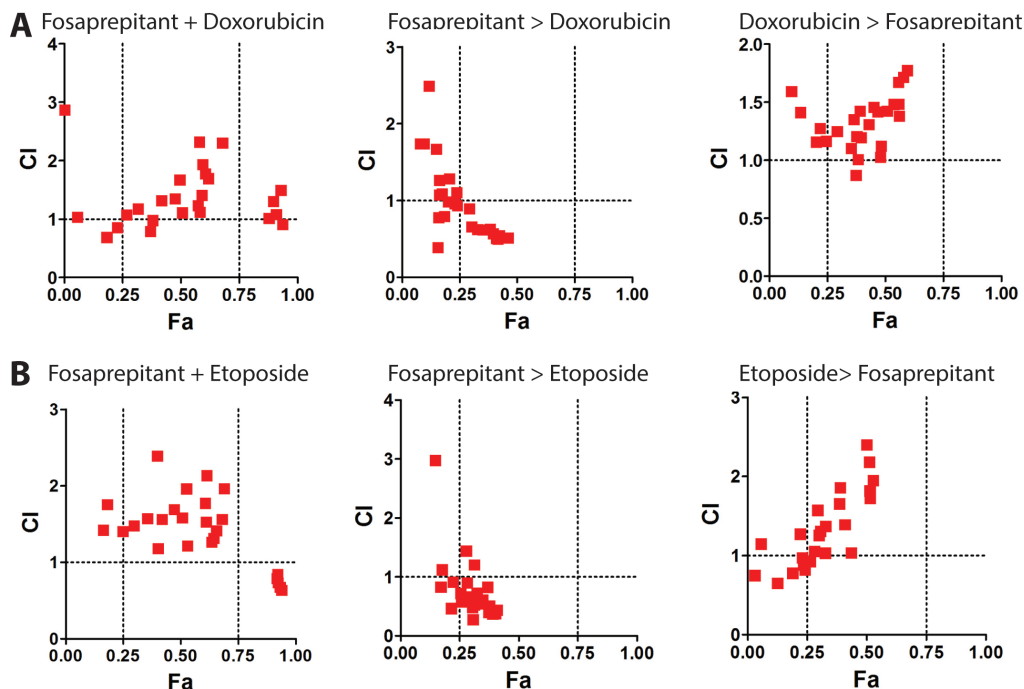 A
Fosaprepitant + Doxorubicin
Fosaprepitant > Doxorubicin
Doxorubicin > Fosaprepitant
4
3
2
1
0
CI
0.00 0.25 0.50 0.75 1.00
Fa
3
2
1
0
CI
0.00 0.25 0.50 0.75 1.00
Fa
2.0
1.5
1.0
0.5
0.0
CI
0.00 0.25 0.50 0.75 1.00
Fa
B
Fosaprepitant + Etoposide
Fosaprepitant > Etoposide
Etoposide> Fosaprepitant
3
2
1
0
CI
0.00 0.25 0.50 0.75 1.00
Fa
4
3
2
1
0
CI
0.00 0.25 0.50 0.75 1.00
Fa
3
2
1
0
CI
0.00 0.25 0.50 0.75 1.00
Fa